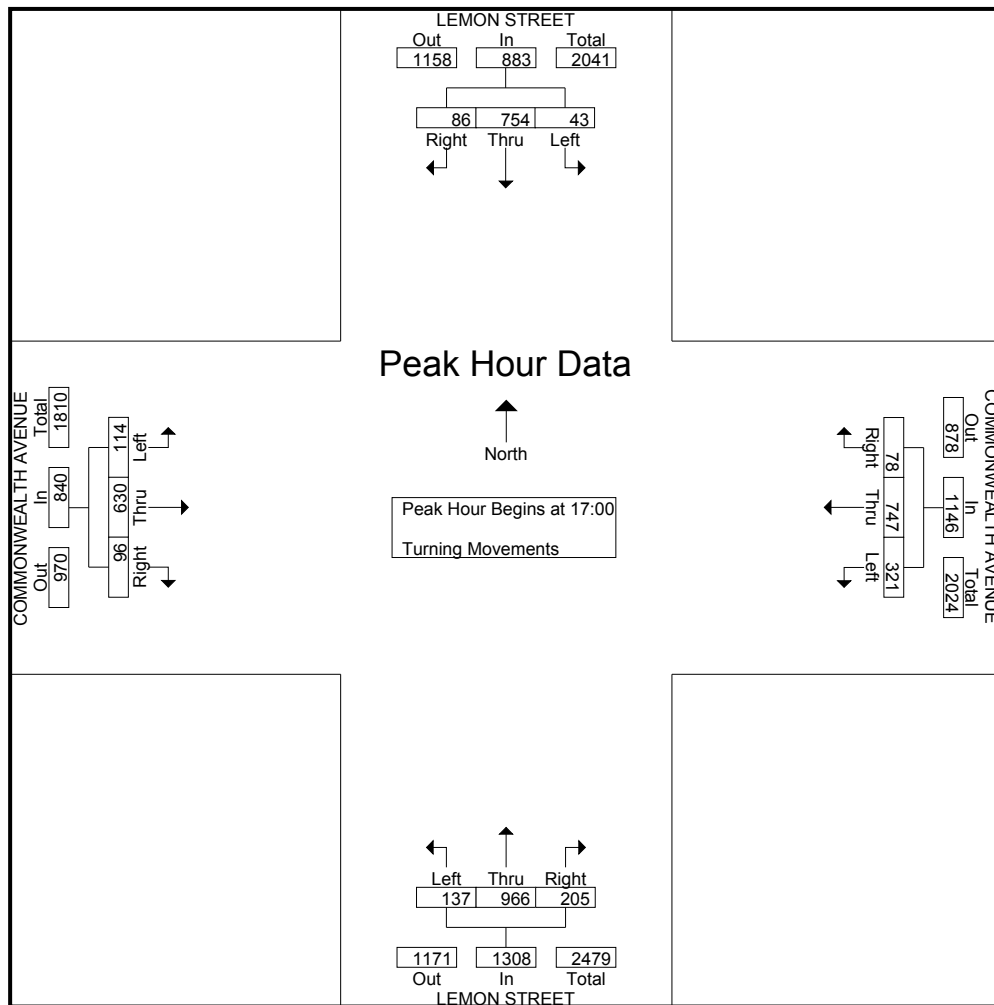 LEMON STREET
Out In Total
1158 883 2041
86 754 43
Right Thru Left
Peak Hour Data
North
Peak Hour Begins at 17:00
Turning Movements
COMMONWEALTH AVENUE
Total In Out
1810 840 970
114 630 96
Left Thru Right
COMMONWEALTH AVENUE
Out In Total
878 1146 2024
78 747 321
Right Thru Left
Left Thru Right
137 966 205
1171 1308 2479
Out In Total
LEMON STREET